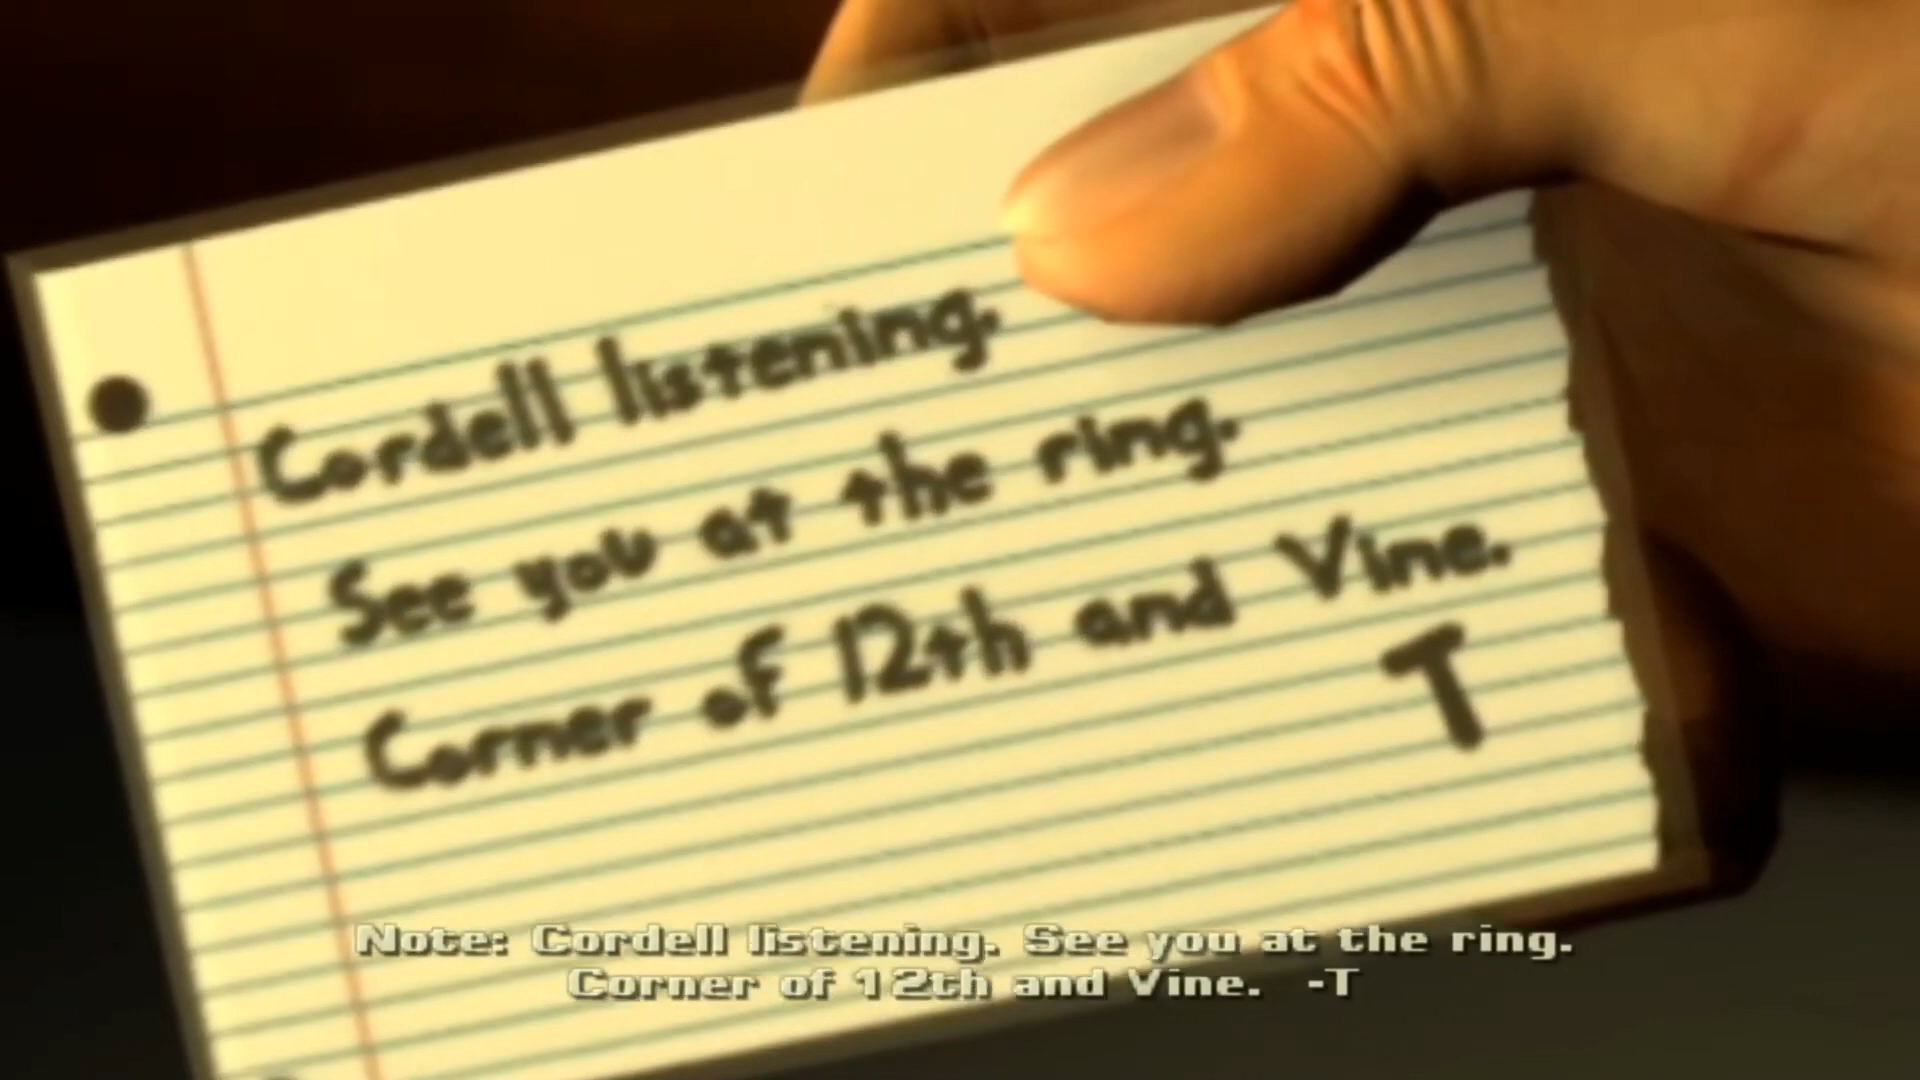 Cordell listening.
See you at the ring.
Corner of 12th and Vine.
T
Note: Cordell listening. See you at the ring.
Corner of 12th and Vine. -T